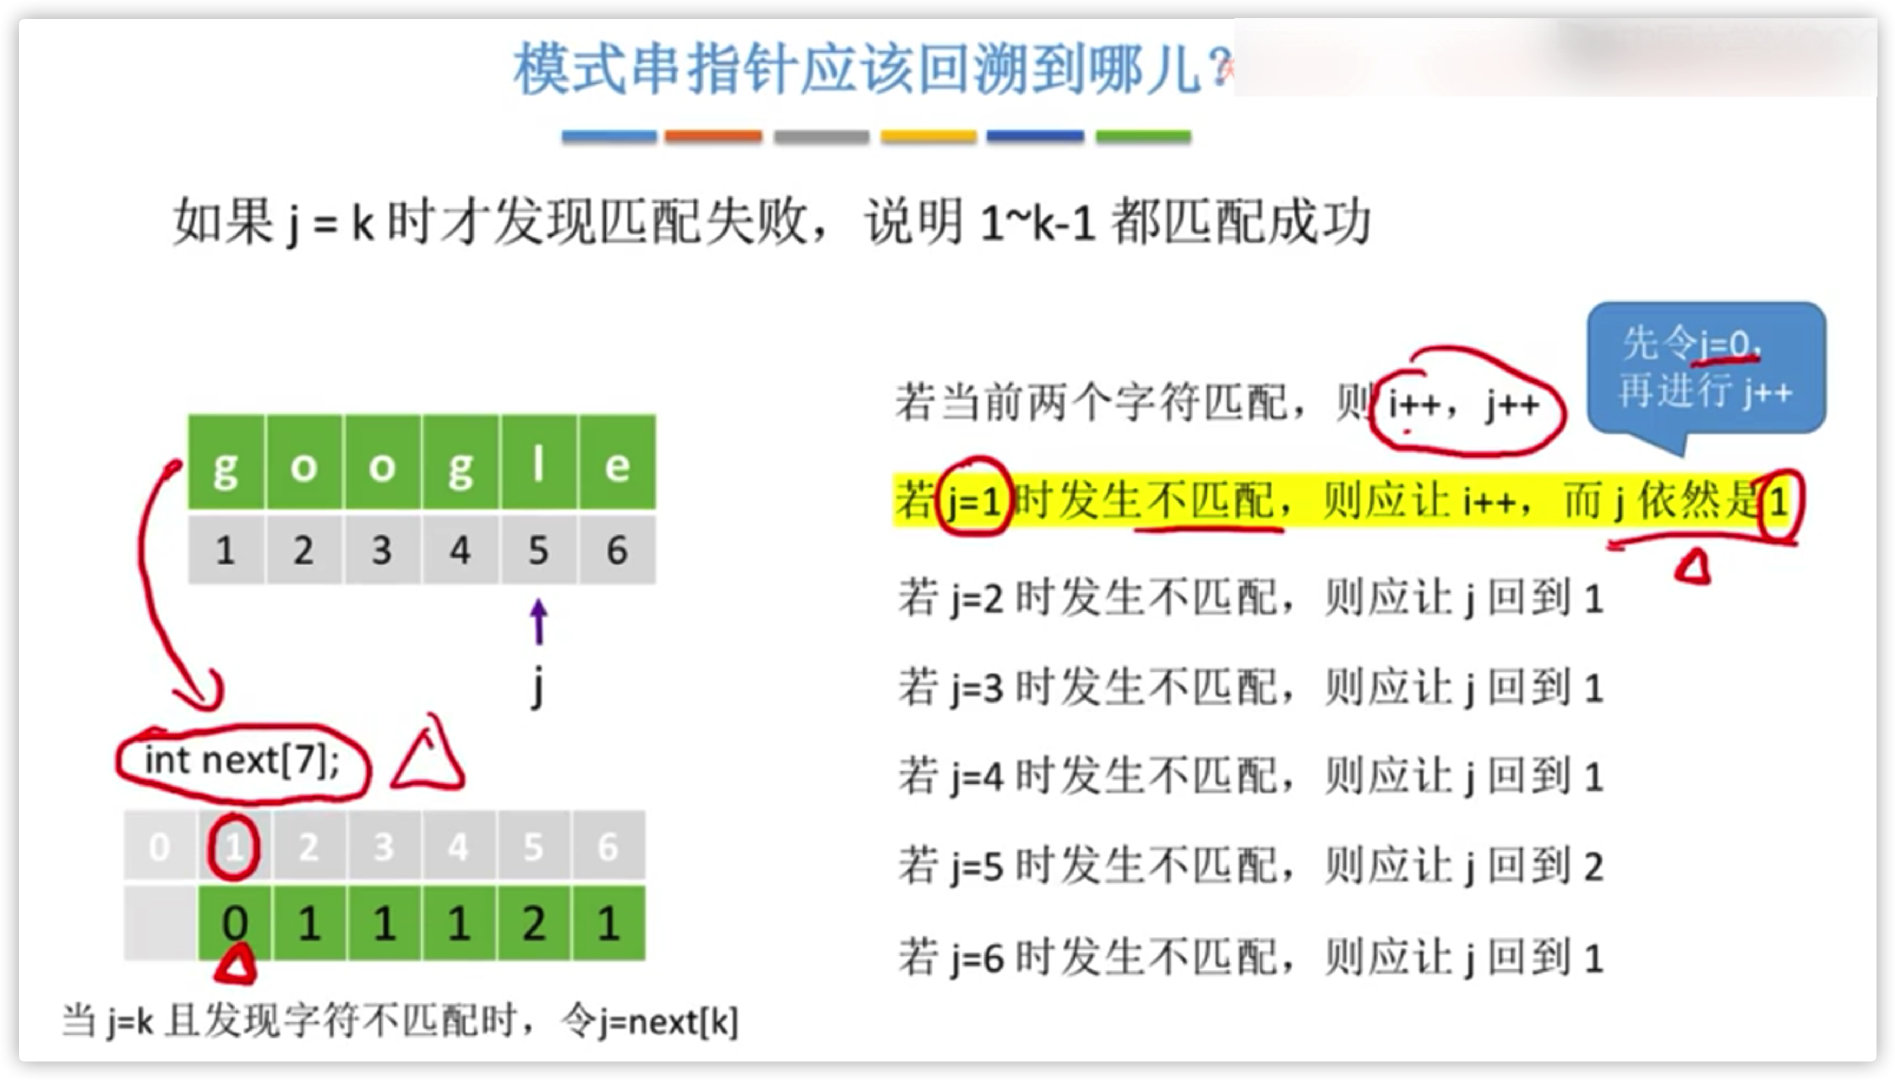 模式串指针应该回溯到哪儿?
如果 j = k 时才发现匹配失败，说明 1~k-1 都匹配成功
先令j=0，
再进行 j++
若当前两个字符匹配，则 i++，j++
若 j=1 时发生不匹配，则应让 i++，而 j 依然是 1
若 j=2 时发生不匹配，则应让 j 回到 1
若 j=3 时发生不匹配，则应让 j 回到 1
若 j=4 时发生不匹配，则应让 j 回到 1
若 j=5 时发生不匹配，则应让 j 回到 2
若 j=6 时发生不匹配，则应让 j 回到 1
g o o g l e
1 2 3 4 5 6
j
int next[7];
0 1 2 3 4 5 6
0 1 1 1 2 1
当 j=k 且发现字符不匹配时，令j=next[k]